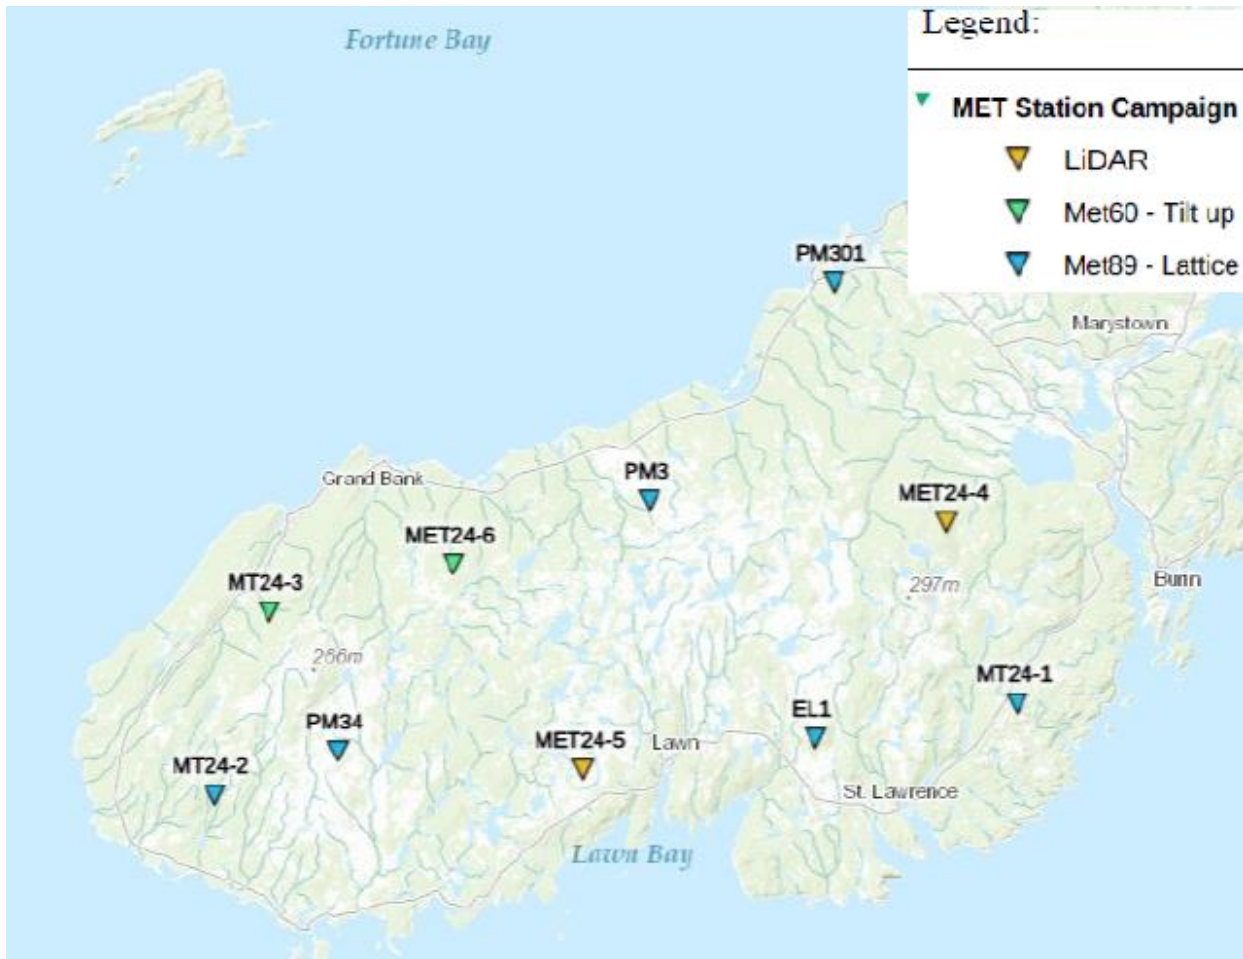 Fortune Bay
Legend:
MET Station Campaign
LiDAR
Met60 - Tilt up
Met89 - Lattice
PM301
Marystown
PM3
Grand Bank
MET24-4
MET24-6
MT24-3
297m
Burin
266m
MT24-1
PM34
EL1
MET24-5
Lawn
MT24-2
St. Lawrence
Lawn Bay